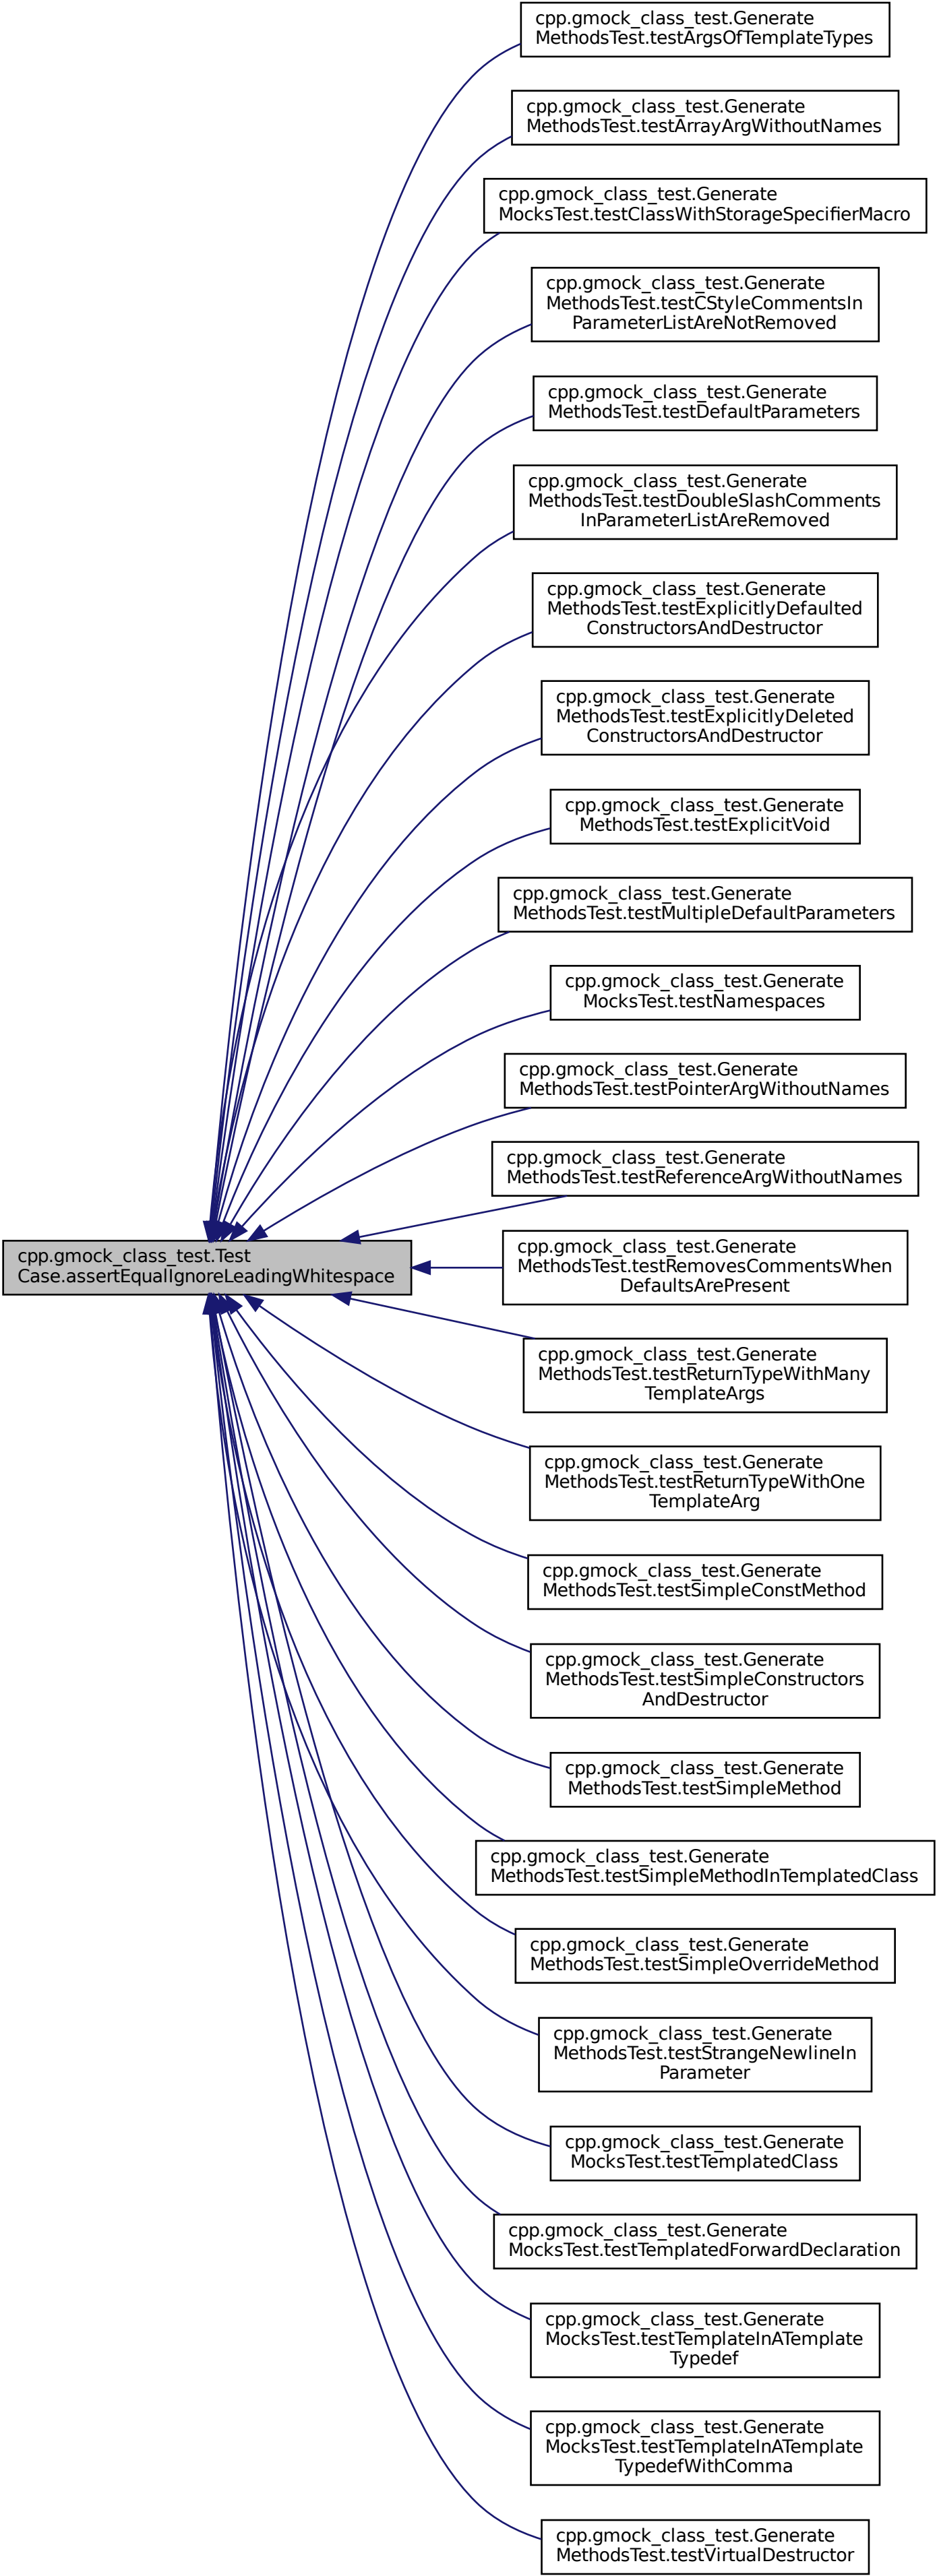 cpp.gmock_class_test.Generate
MethodsTest.testArgsOfTemplateTypes
cpp.gmock_class_test.Generate
MethodsTest.testArrayArgWithoutNames
cpp.gmock_class_test.Generate
MocksTest.testClassWithStorageSpecifierMacro
cpp.gmock_class_test.Generate
MethodsTest.testCStyleCommentsIn
ParameterListAreNotRemoved
cpp.gmock_class_test.Generate
MethodsTest.testDefaultParameters
cpp.gmock_class_test.Generate
MethodsTest.testDoubleSlashComments
InParameterListAreRemoved
cpp.gmock_class_test.Generate
MethodsTest.testExplicitlyDefaulted
ConstructorsAndDestructor
cpp.gmock_class_test.Generate
MethodsTest.testExplicitlyDeleted
ConstructorsAndDestructor
cpp.gmock_class_test.Generate
MethodsTest.testExplicitVoid
cpp.gmock_class_test.Generate
MethodsTest.testMultipleDefaultParameters
cpp.gmock_class_test.Generate
MocksTest.testNamespaces
cpp.gmock_class_test.Generate
MethodsTest.testPointerArgWithoutNames
cpp.gmock_class_test.Generate
MethodsTest.testReferenceArgWithoutNames
cpp.gmock_class_test.Test
Case.assertEqualIgnoreLeadingWhitespace
cpp.gmock_class_test.Generate
MethodsTest.testRemovesCommentsWhen
DefaultsArePresent
cpp.gmock_class_test.Generate
MethodsTest.testReturnTypeWithMany
TemplateArgs
cpp.gmock_class_test.Generate
MethodsTest.testReturnTypeWithOne
TemplateArg
cpp.gmock_class_test.Generate
MethodsTest.testSimpleConstMethod
cpp.gmock_class_test.Generate
MethodsTest.testSimpleConstructors
AndDestructor
cpp.gmock_class_test.Generate
MethodsTest.testSimpleMethod
cpp.gmock_class_test.Generate
MethodsTest.testSimpleMethodInTemplatedClass
cpp.gmock_class_test.Generate
MethodsTest.testSimpleOverrideMethod
cpp.gmock_class_test.Generate
MethodsTest.testStrangeNewlineIn
Parameter
cpp.gmock_class_test.Generate
MocksTest.testTemplatedClass
cpp.gmock_class_test.Generate
MocksTest.testTemplatedForwardDeclaration
cpp.gmock_class_test.Generate
MocksTest.testTemplateInATemplate
Typedef
cpp.gmock_class_test.Generate
MocksTest.testTemplateInATemplate
TypedefWithComma
cpp.gmock_class_test.Generate
MethodsTest.testVirtualDestructor